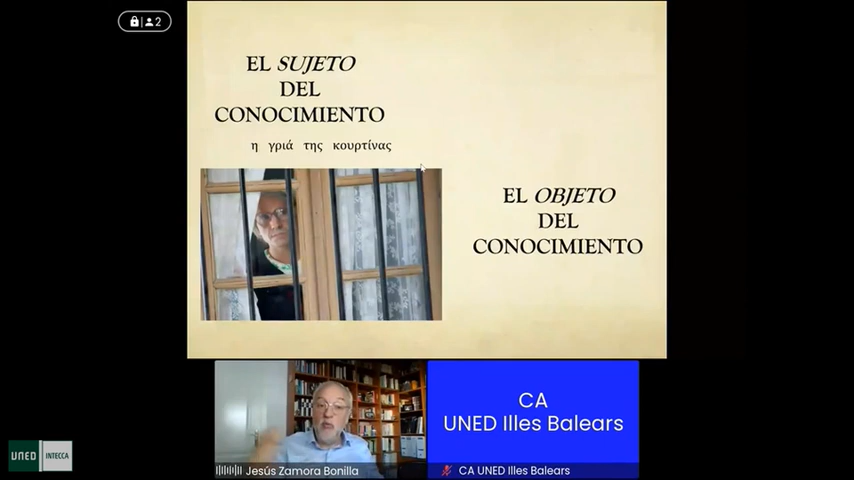 2
EL SUJETO
DEL
CONOCIMIENTO
η γριά της κουρτίνας
EL OBJETO
DEL
CONOCIMIENTO
CA
UNED Illes Balears
Jesús Zamora Bonilla
CA UNED Illes Balears
UNED INTECCA